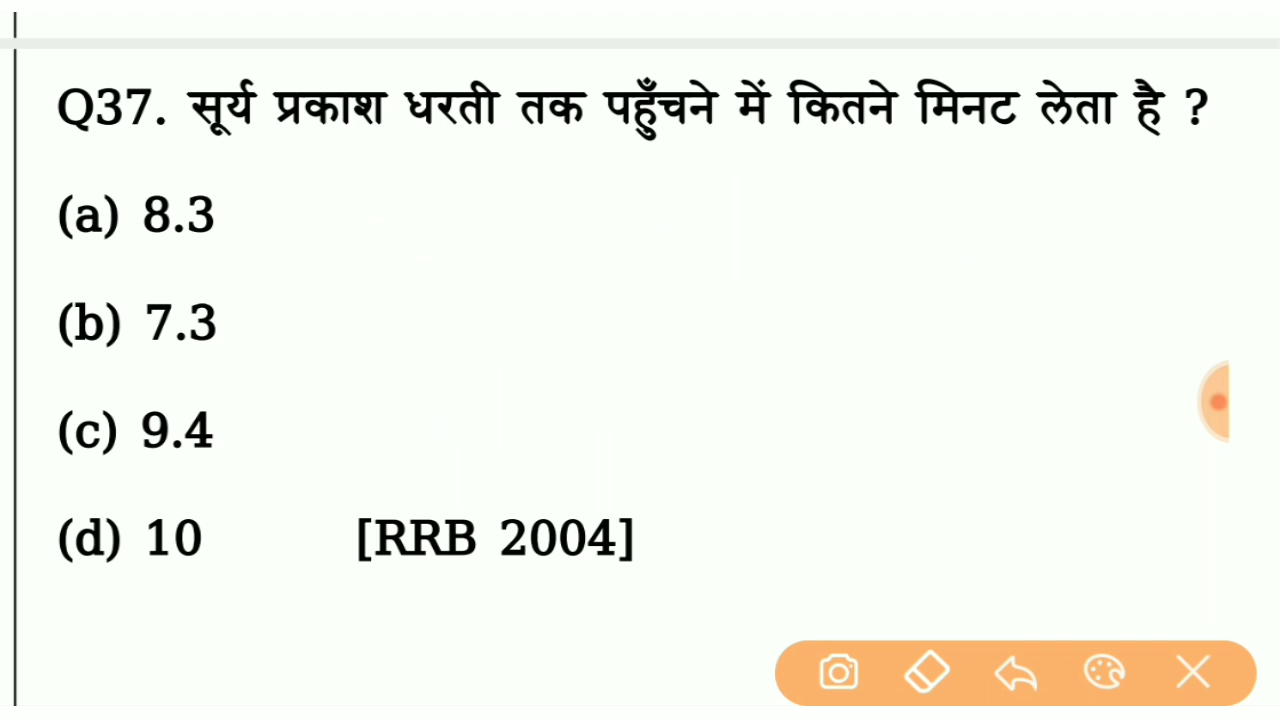 Q37. सूर्य प्रकाश धरती तक पहुँचने में कितने मिनट लेता है ?
(a) 8.3
(b) 7.3
(c) 9.4
(d) 10 [RRB 2004]